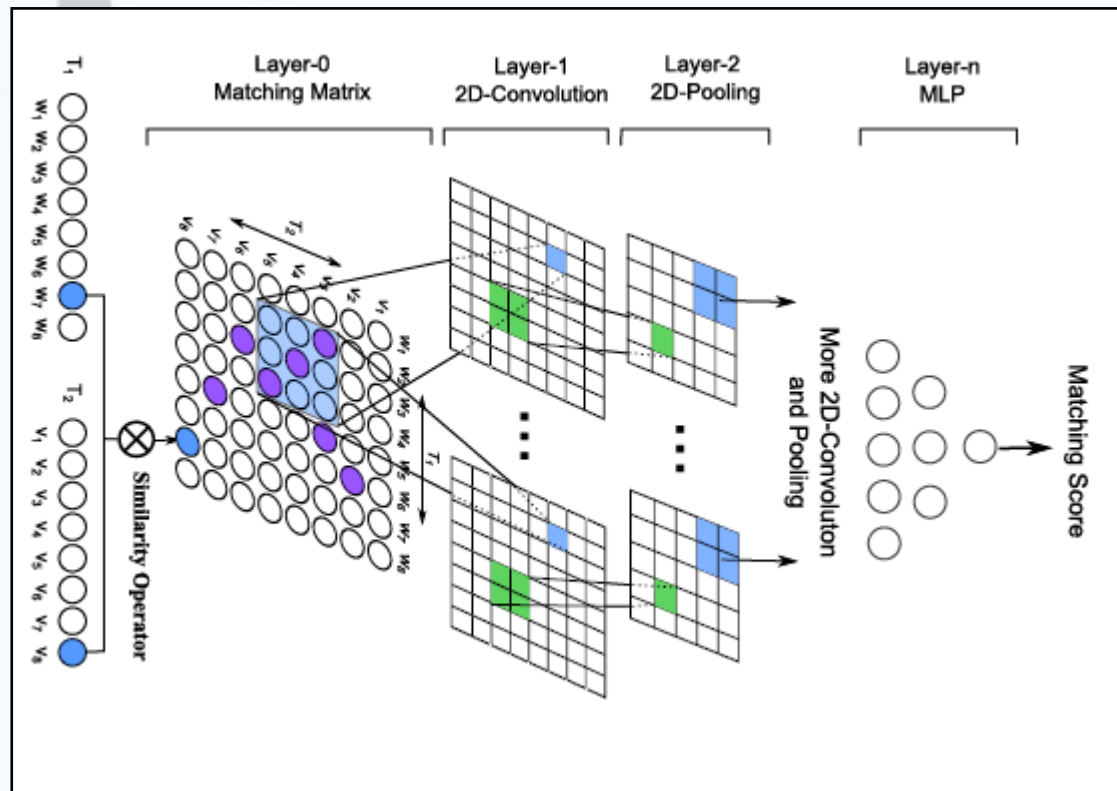 Layer-0
Matching Matrix
Layer-1
2D-Convolution
Layer-2
2D-Pooling
Layer-n
MLP
T1
w1
w2
w3
w4
w5
w6
w7
w8
T2
v1
v2
v3
v4
v5
v6
v7
v8
Similarity Operator
T2
v8
v7
v6
v5
v4
v3
v2
v1
w1
w2
w3
w4
w5
w6
w7
w8
T1
More 2D-Convoluton
and Pooling
Matching Score